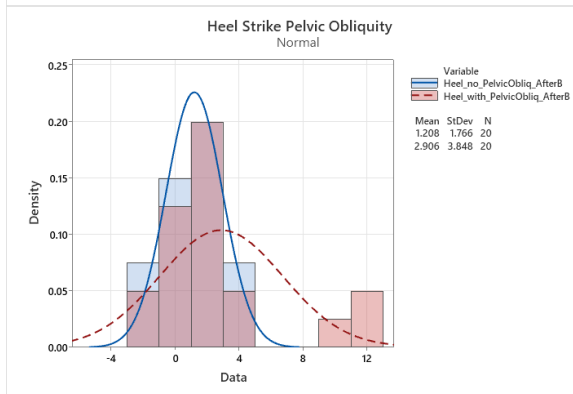 Heel Strike Pelvic Obliquity
Normal
0.25
0.20
0.15
0.10
0.05
0.00
Density
-4 0 4 8 12
Data
Variable
Heel_no_PelvicObliq_AfterB
Heel_with_PelvicObliq_AfterB
Mean StDev N
1.208 1.766 20
2.906 3.848 20